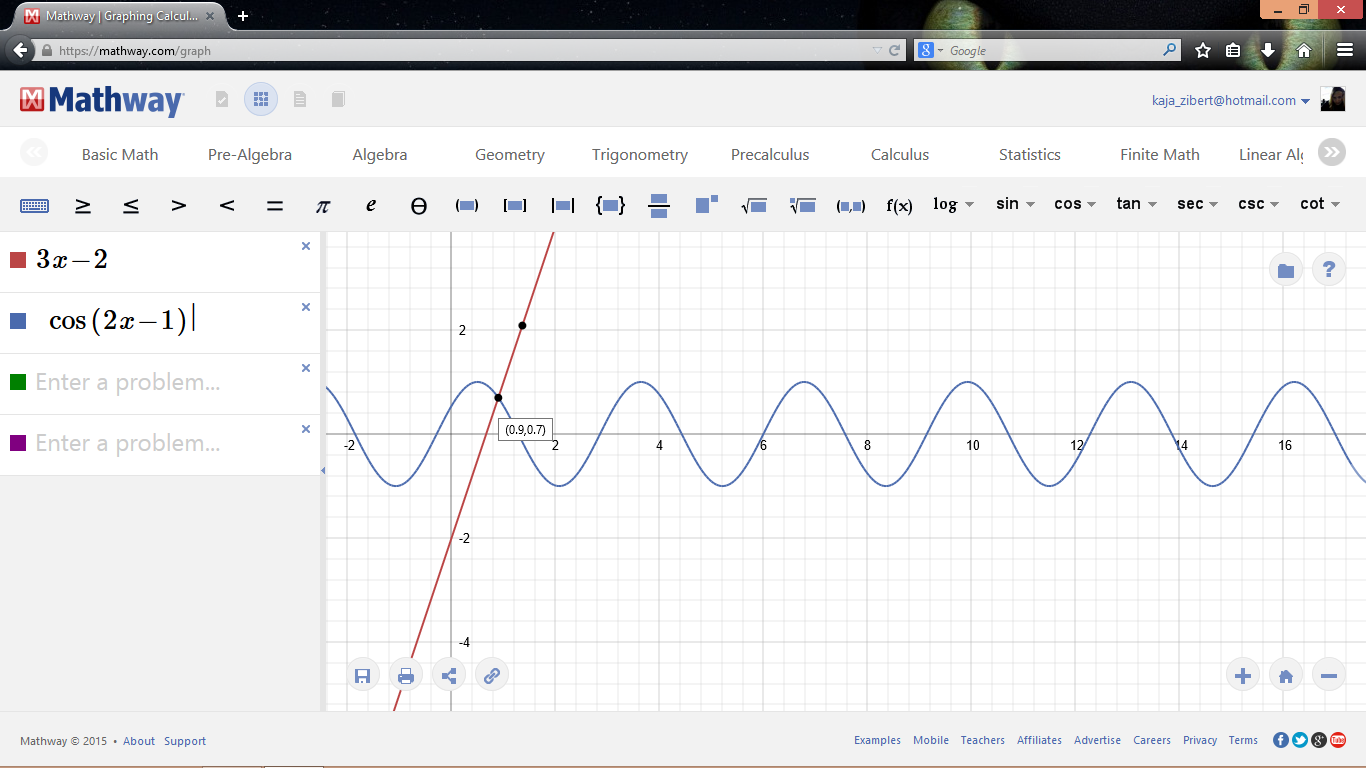 Mathway | Graphing Calcul...
https://mathway.com/graph
Google
Mathway
kaja_zibert@hotmail.com
Basic Math Pre-Algebra Algebra Geometry Trigonometry Precalculus Calculus Statistics Finite Math Linear Alg
≥ ≤ > < = π e Θ (■) [■] |■| {■} (■,■) f(x) log sin cos tan sec csc cot
3x−2
cos(2x−1)
Enter a problem...
Enter a problem...
2
(0.9,0.7)
-2 2 4 6 8 10 12 14 16
-2
-4
?
Mathway © 2015 • About Support
Examples Mobile Teachers Affiliates Advertise Careers Privacy Terms